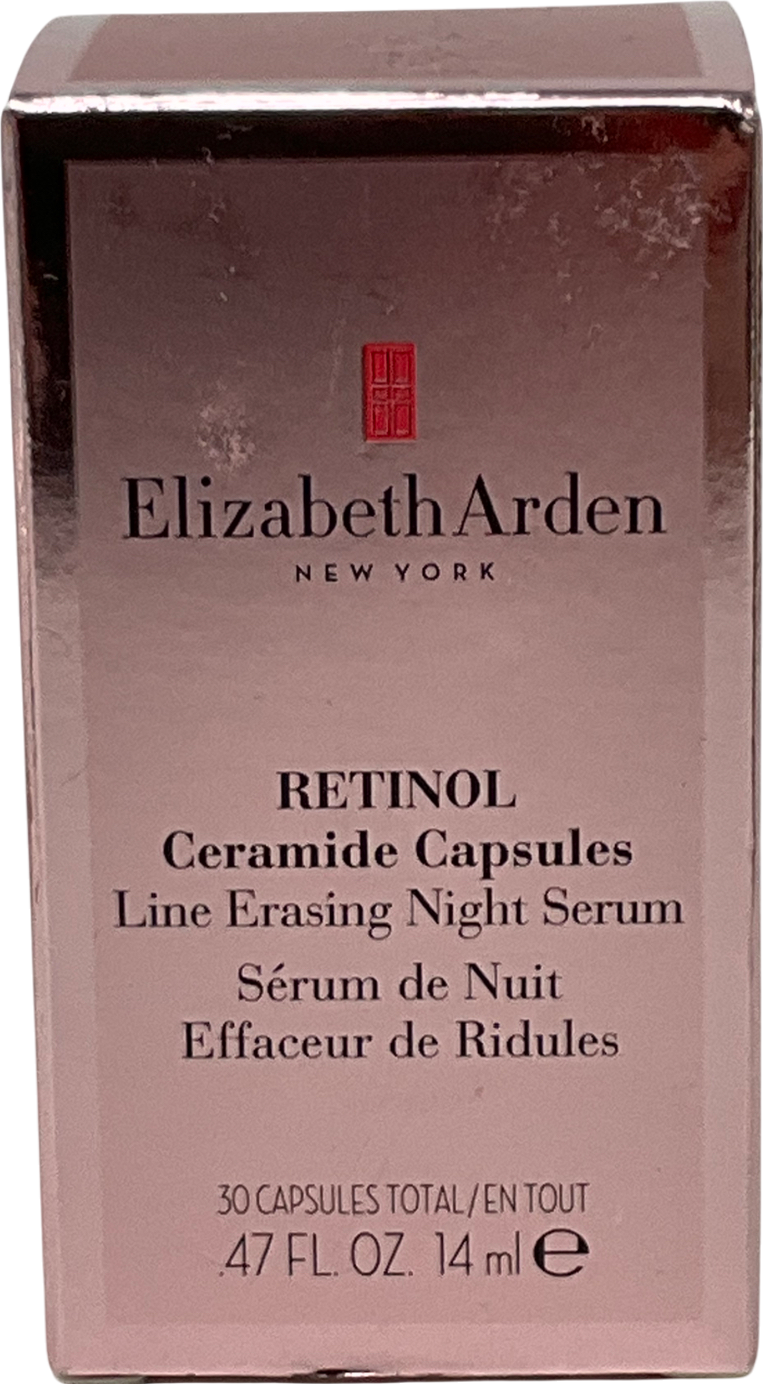 Elizabeth Arden
NEW YORK
RETINOL
Ceramide Capsules
Line Erasing Night Serum
Sérum de Nuit
Effaceur de Ridules
30 CAPSULES TOTAL/EN TOUT
.47 FL. OZ. 14 ml ℮